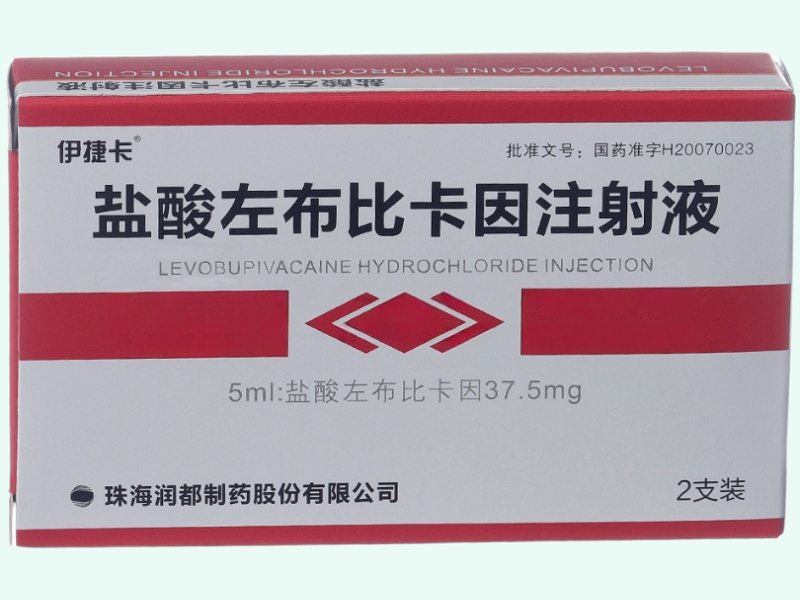 LEVOBUPIVACAINE HYDROCHLORIDE INJECTION
盐酸左布比卡因注射液
伊捷卡®
批准文号：国药准字H20070023
盐酸左布比卡因注射液
LEVOBUPIVACAINE HYDROCHLORIDE INJECTION
5ml:盐酸左布比卡因37.5mg
珠海润都制药股份有限公司
2支装